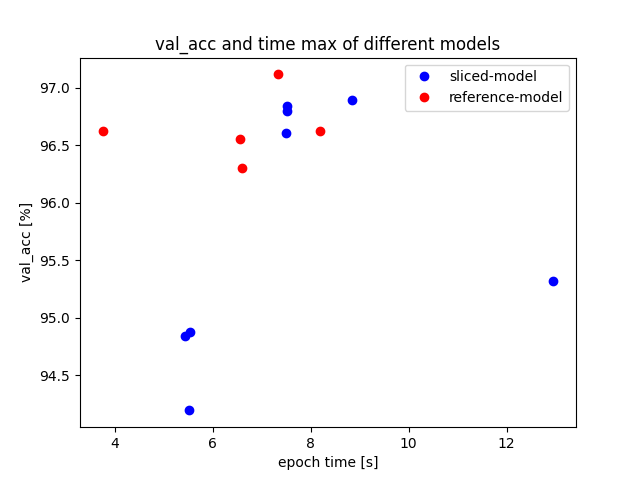 val_acc and time max of different models
sliced-model
reference-model
97.0
96.5
96.0
95.5
95.0
94.5
val_acc [%]
4 6 8 10 12
epoch time [s]